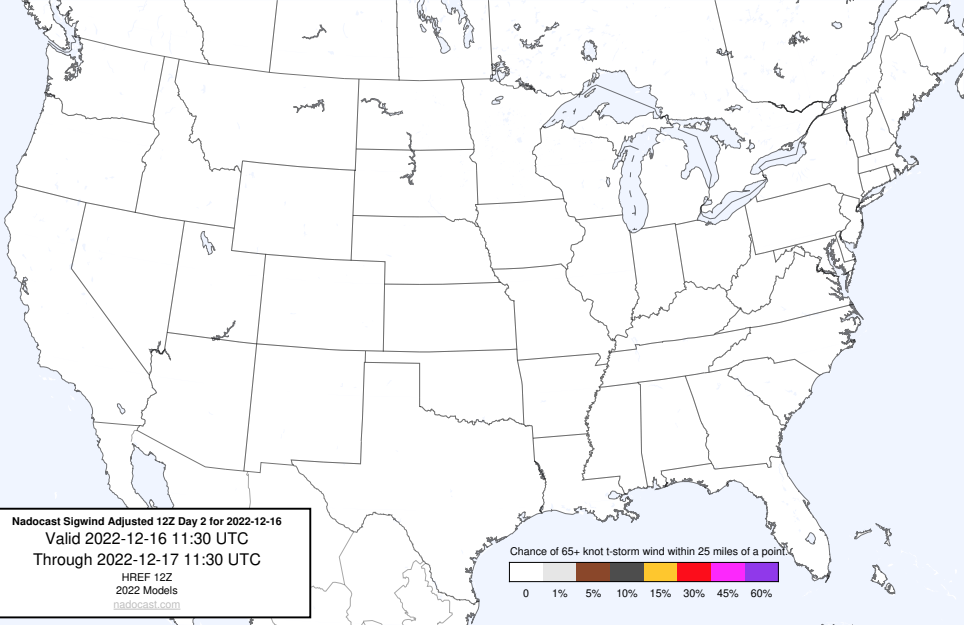 Nadocast Sigwind Adjusted 12Z Day 2 for 2022-12-16
Valid 2022-12-16 11:30 UTC
Through 2022-12-17 11:30 UTC
HREF 12Z
2022 Models
nadocast.com
Chance of 65+ knot t-storm wind within 25 miles of a point.
0 1% 5% 10% 15% 30% 45% 60%